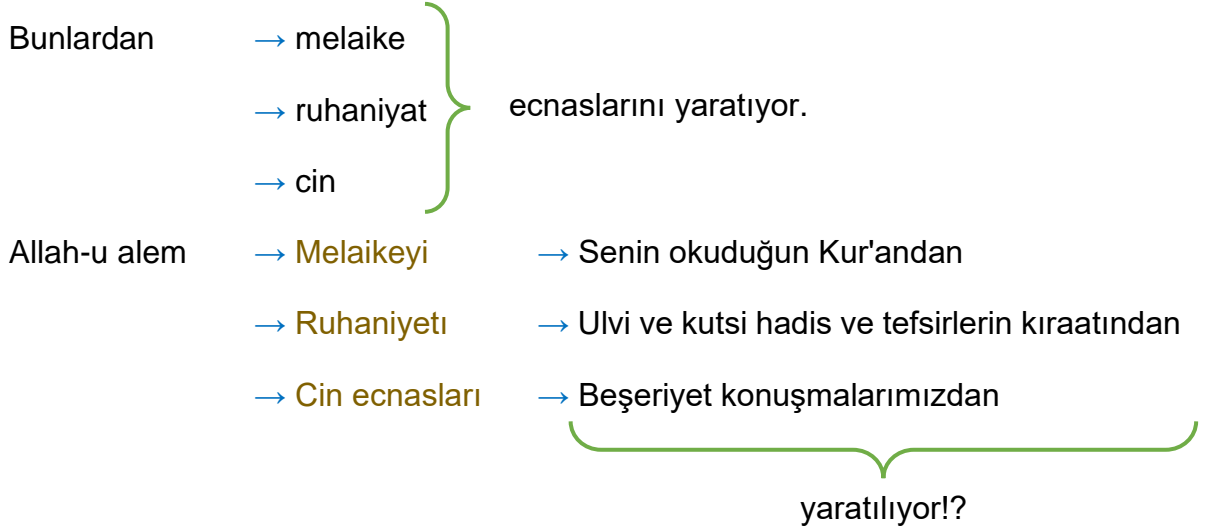 Bunlardan → melaike
→ ruhaniyat
ecnaslarını yaratıyor.
→ cin
Allah-u alem → Melaikeyi → Senin okuduğun Kur'andan
→ Ruhaniyetı → Ulvi ve kutsi hadis ve tefsirlerin kıraatından
→ Cin ecnasları → Beşeriyet konuşmalarımızdan
yaratılıyor!?